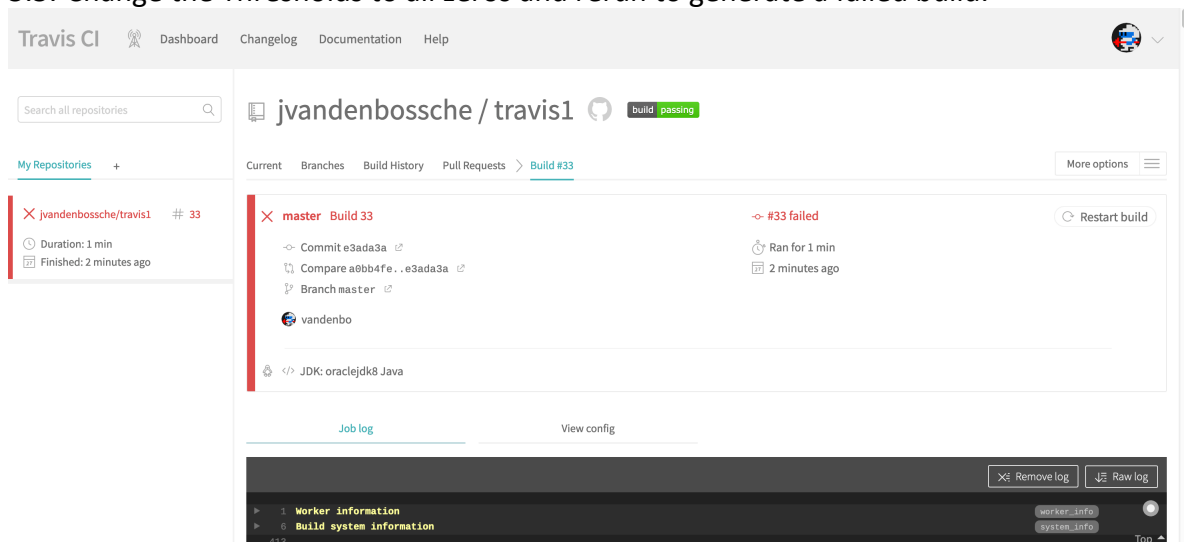 Travis CI Dashboard Changelog Documentation Help
Search all repositories
jvandenbossche / travis1 build passing
My Repositories +
Current Branches Build History Pull Requests Build #33 More options
jvandenbossche/travis1 # 33
Duration: 1 min
Finished: 2 minutes ago
master Build 33 #33 failed Restart build
Commit e3ada3a Ran for 1 min
Compare a0bb4fe..e3ada3a 2 minutes ago
Branch master
vandenbo
</> JDK: oraclejdk8 Java
Job log View config
Remove log Raw log
1 Worker information worker_info
6 Build system information system_info
413 Top